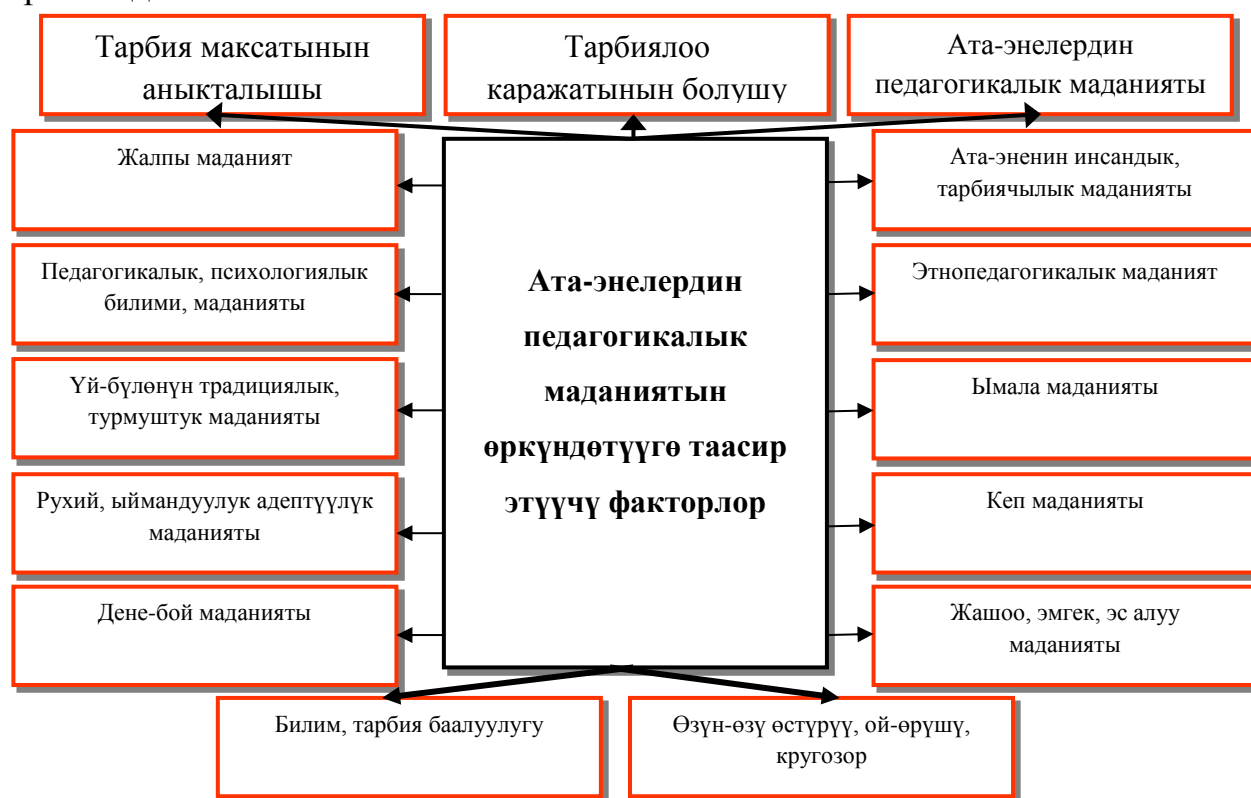 Тарбия максатынын
аныкталышы
Тарбиялоо
каражатынын болушу
Ата-энелердин
педагогикалык маданияты
Жалпы маданият
Педагогикалык, психологиялык
билими, маданияты
Үй-бүлөнүн традициялык,
турмуштук маданияты
Рухий, ыймандуулук адептүүлүк
маданияты
Дене-бой маданияты
Ата-энелердин
педагогикалык
маданиятын
өркүндөтүүгө таасир
этүүчү факторлор
Ата-эненин инсандык,
тарбиячылык маданияты
Этнопедагогикалык маданият
Ымала маданияты
Кеп маданияты
Жашоо, эмгек, эс алуу
маданияты
Билим, тарбия баалуулугу
Өзүн-өзү өстүрүү, ой-өрүшү,
кругозор